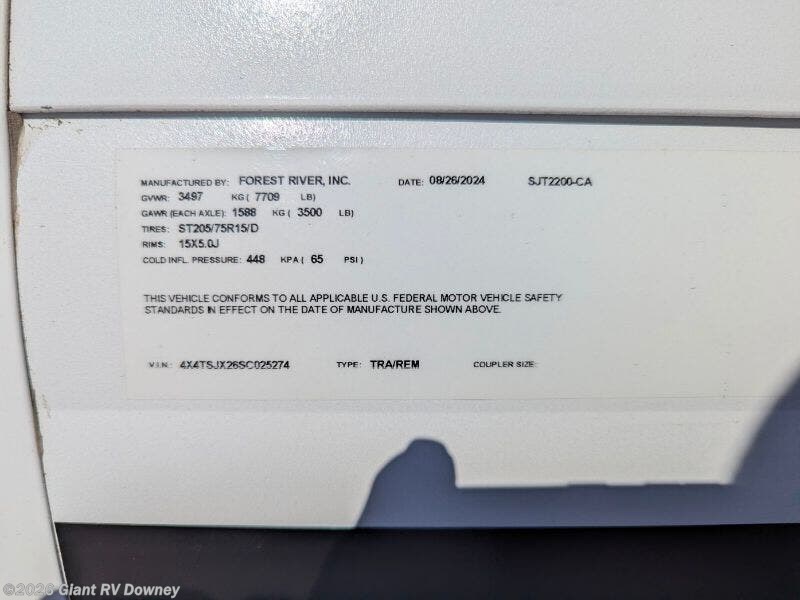 MANUFACTURED BY: FOREST RIVER, INC. DATE: 08/26/2024 SJT2200-CA
GVWR: 3497 KG ( 7709 LB)
GAWR (EACH AXLE): 1588 KG ( 3500 LB)
TIRES: ST205/75R15/D
RIMS: 15X5.0J
COLD INFL. PRESSURE: 448 KPA ( 65 PSI )
THIS VEHICLE CONFORMS TO ALL APPLICABLE U.S. FEDERAL MOTOR VEHICLE SAFETY
STANDARDS IN EFFECT ON THE DATE OF MANUFACTURE SHOWN ABOVE.
V.I.N.: 4X4TSJX26SC025274 TYPE: TRA/REM COUPLER SIZE:
©2026 Giant RV Downey